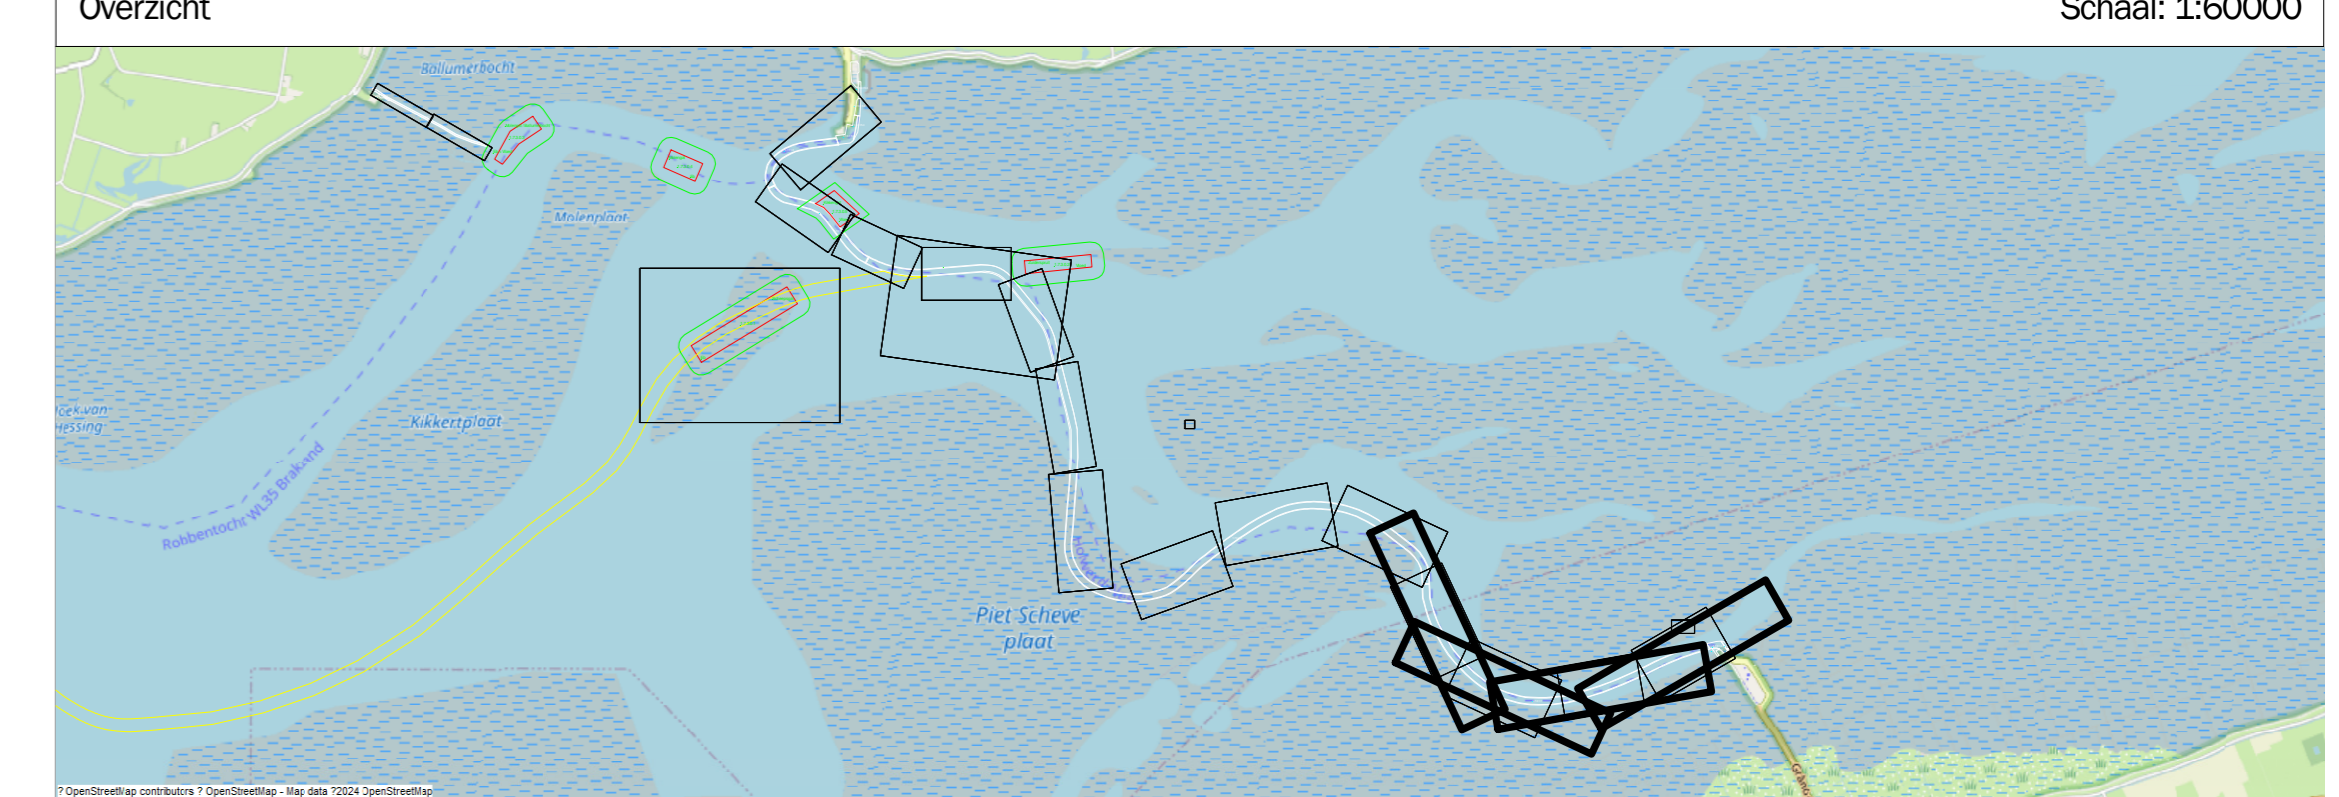 Overzicht
Schaal: 1:60000
Ballumerbocht
Molenplaat
Kikkertplaat
Robbentocht WL35 Brakzand
Piet Scheve
plaat
? OpenStreetMap contributors ? OpenStreetMap - Map data ?2024 OpenStreetMap